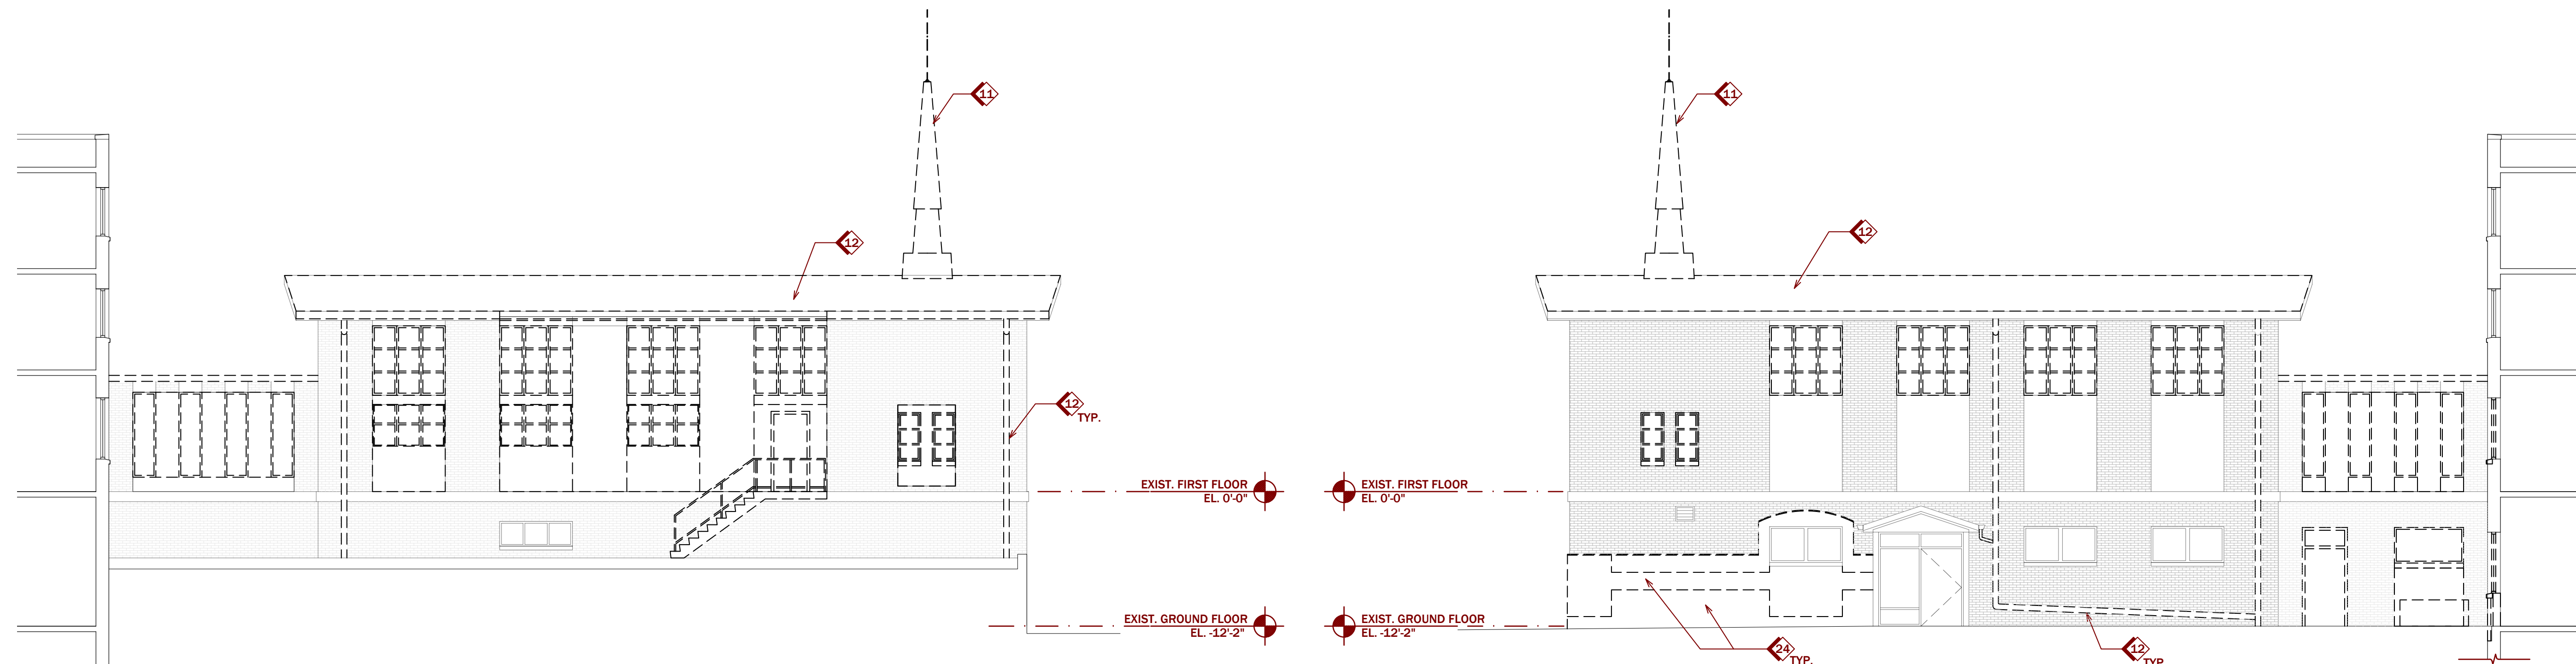 11
11
12
12
12
TYP.
EXIST. FIRST FLOOR
EL. 0'-0"
EXIST. FIRST FLOOR
EL. 0'-0"
EXIST. GROUND FLOOR
EL. -12'-2"
EXIST. GROUND FLOOR
EL. -12'-2"
24
TYP.
12
TYP.